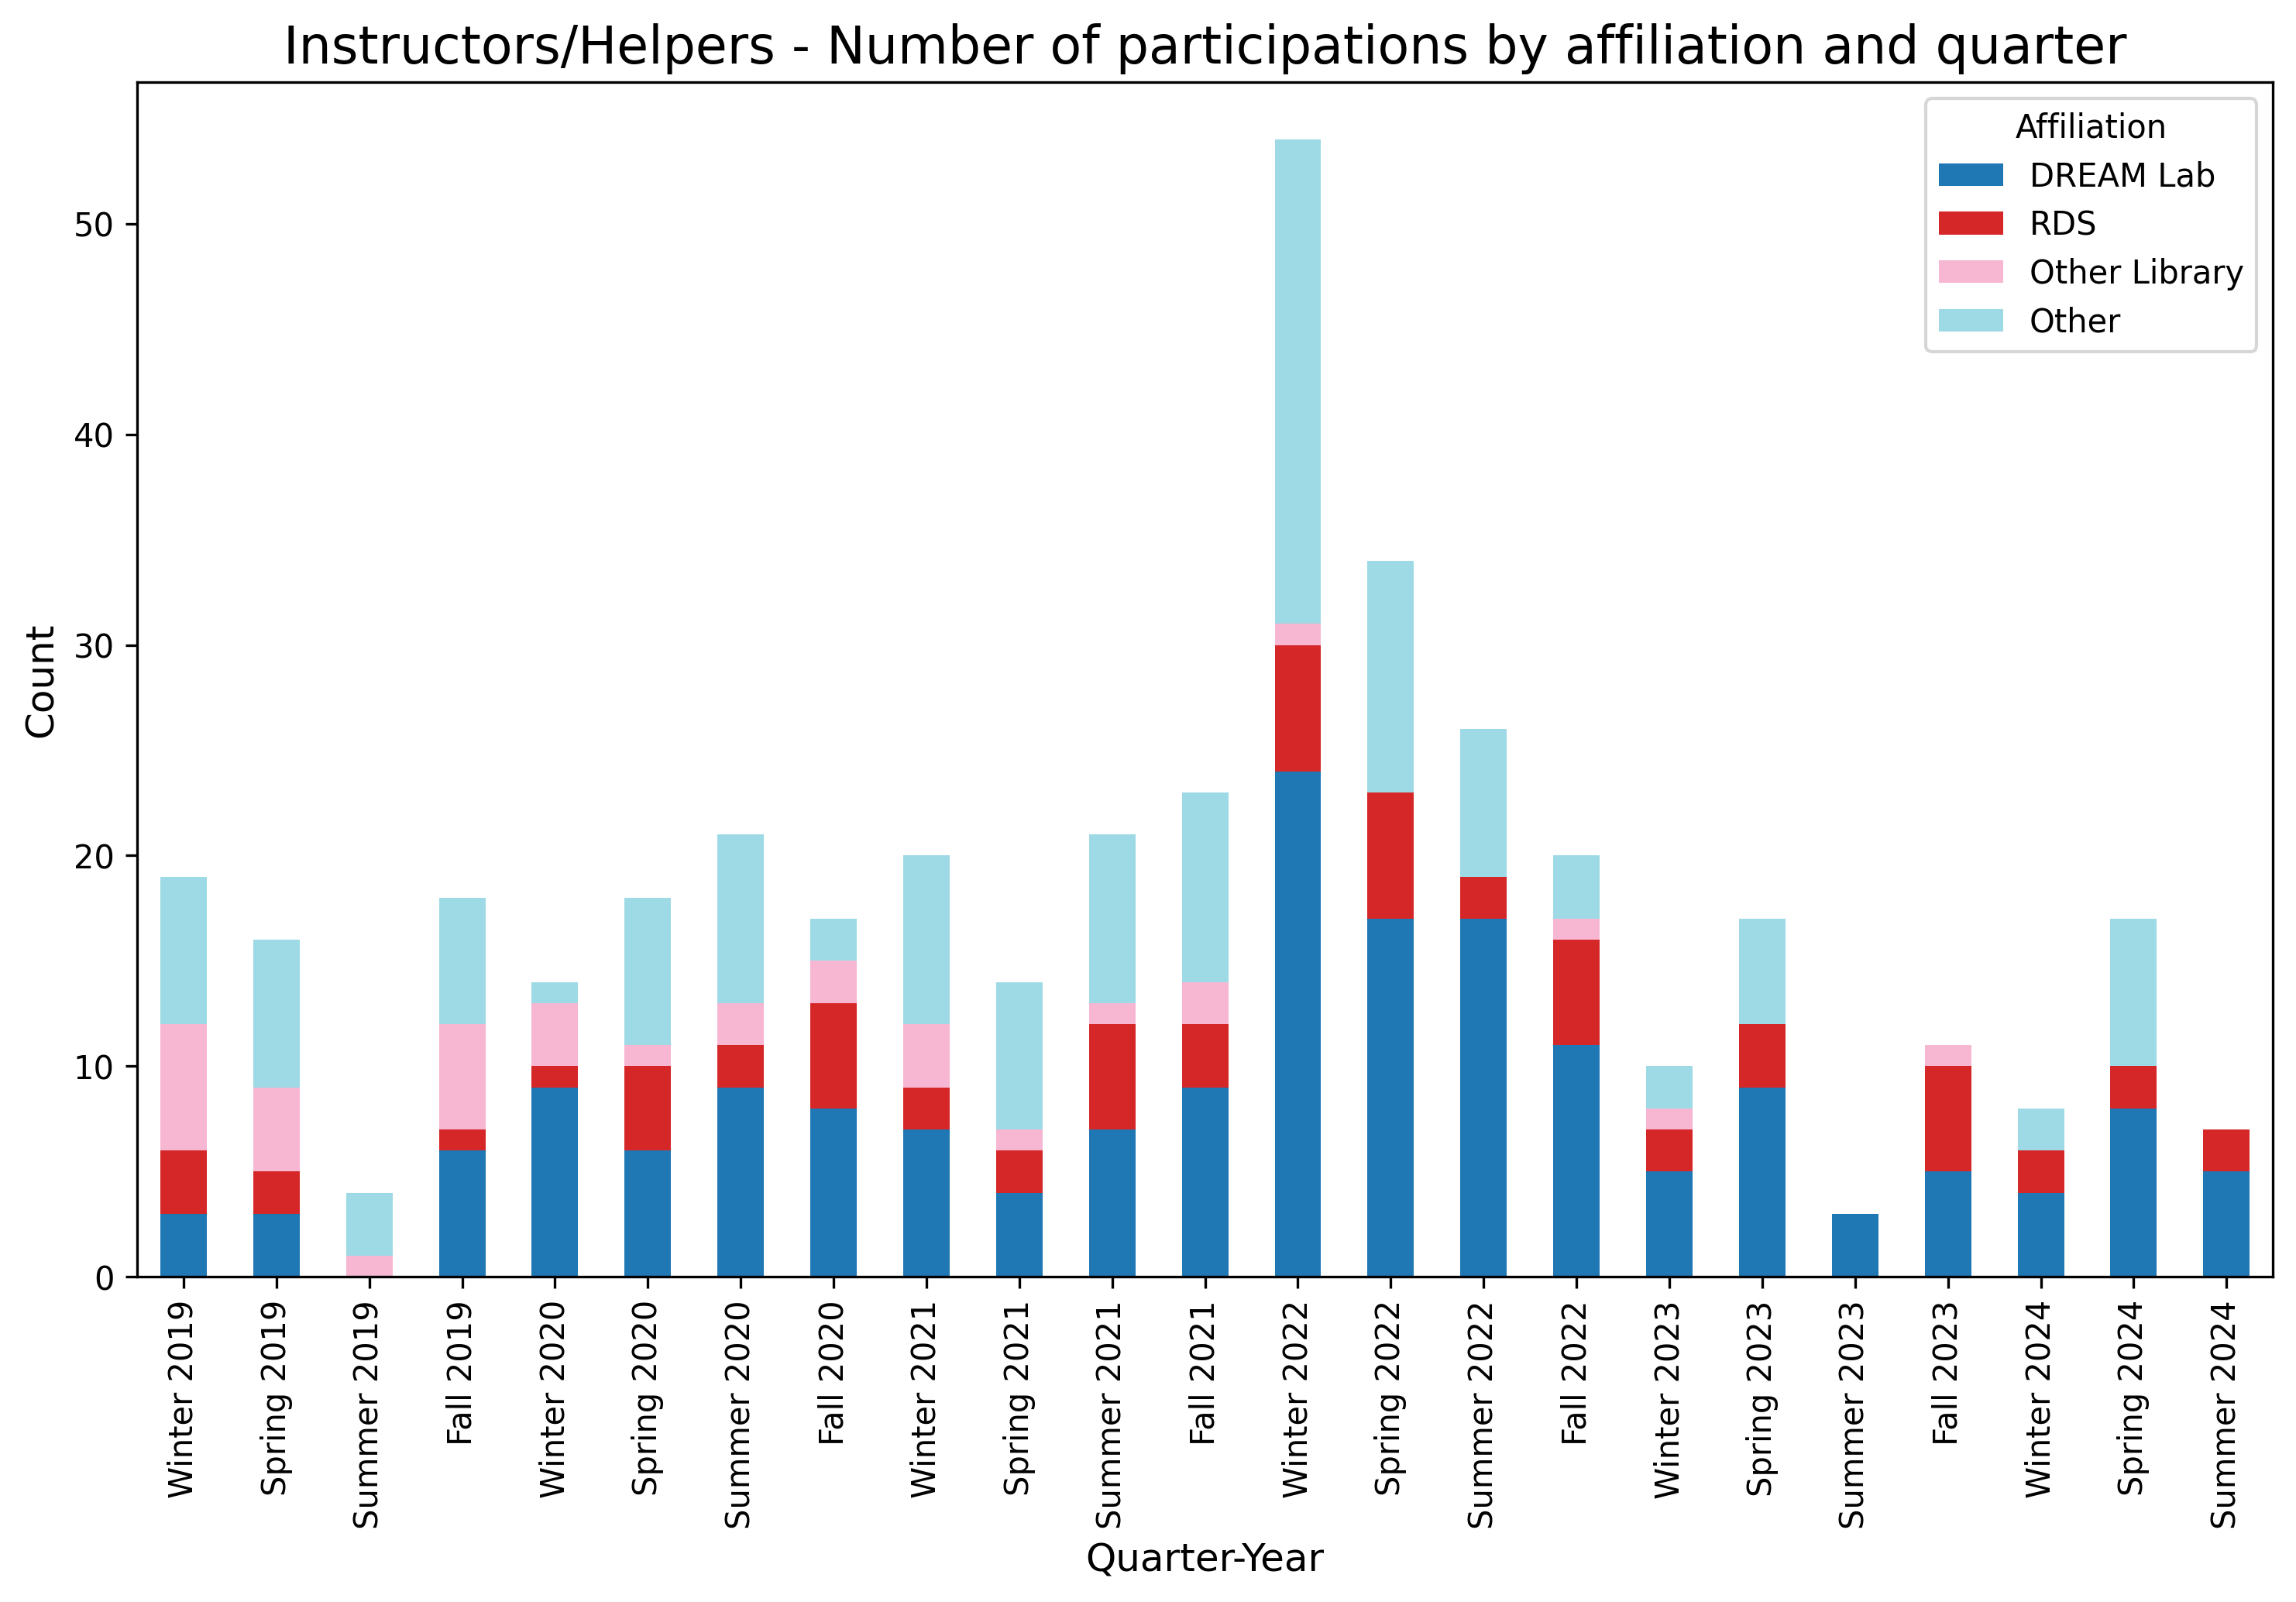 Instructors/Helpers - Number of participations by affiliation and quarter
Affiliation
DREAM Lab
RDS
Other Library
Other
Count
50
40
30
20
10
0
Winter 2019
Spring 2019
Summer 2019
Fall 2019
Winter 2020
Spring 2020
Summer 2020
Fall 2020
Winter 2021
Spring 2021
Summer 2021
Fall 2021
Winter 2022
Spring 2022
Summer 2022
Fall 2022
Winter 2023
Spring 2023
Summer 2023
Fall 2023
Winter 2024
Spring 2024
Summer 2024
Quarter-Year